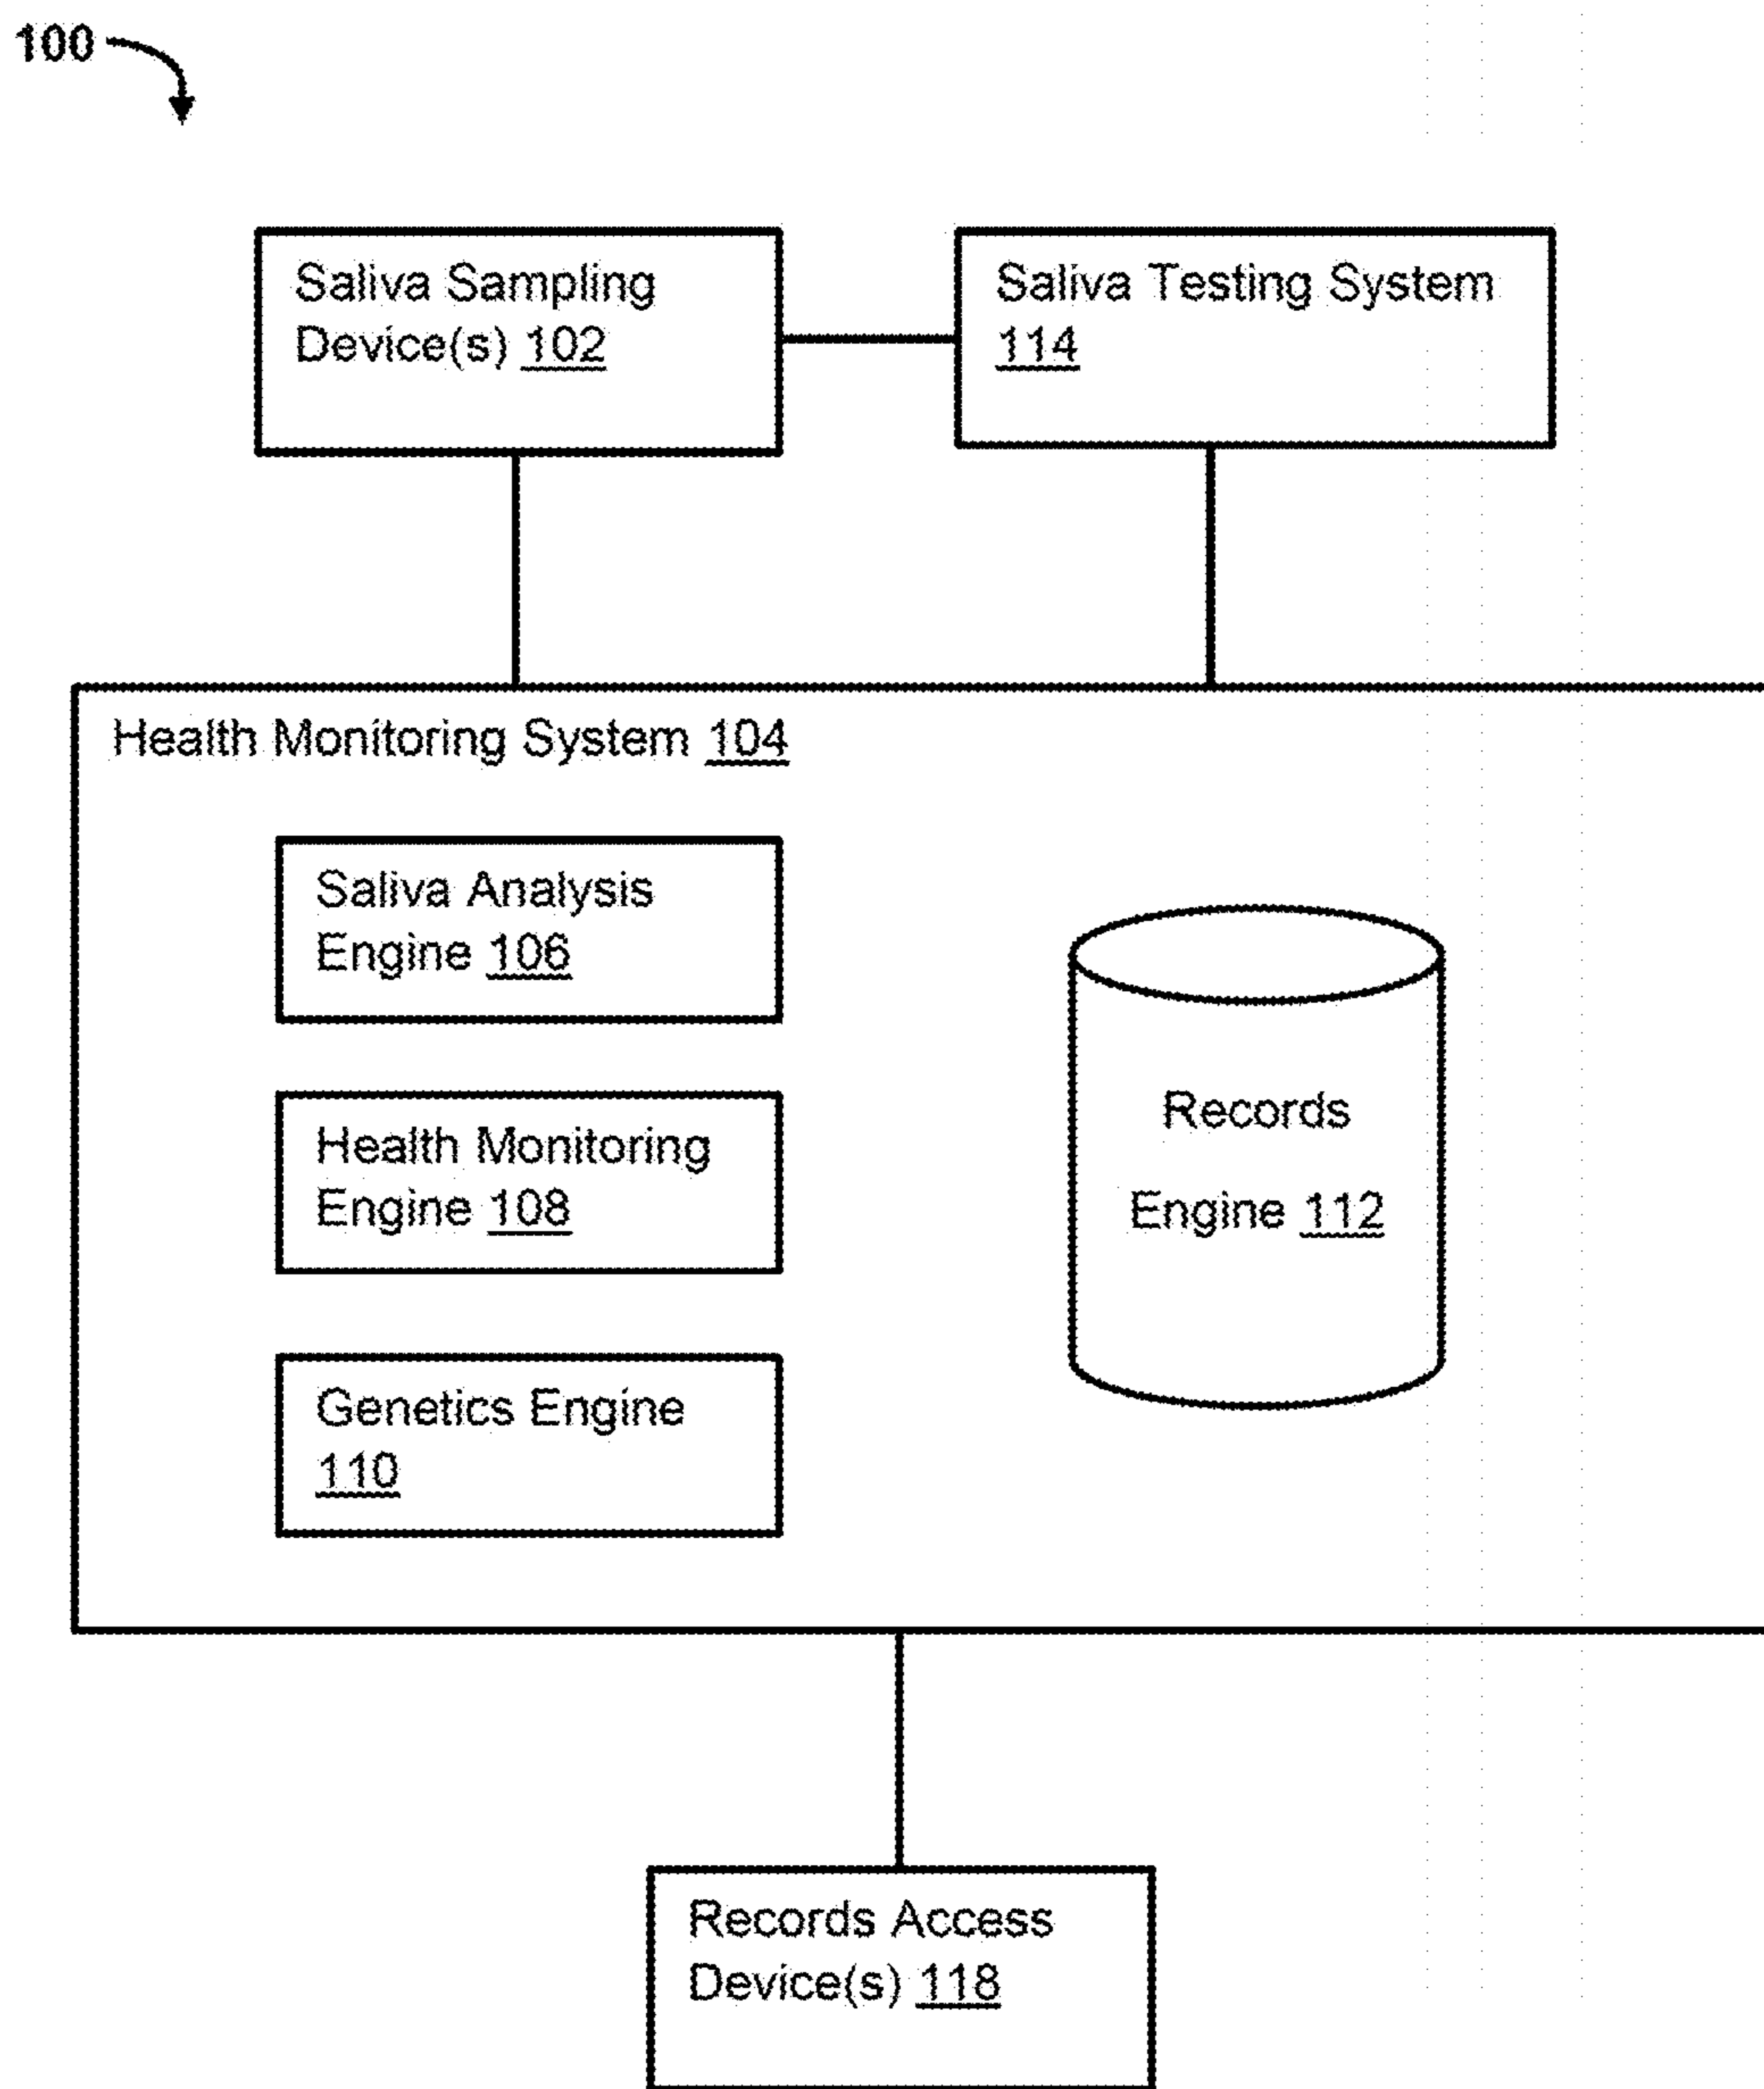 100
Saliva Sampling
Device(s) 102
Saliva Testing System
114
Health Monitoring System 104
Saliva Analysis
Engine 106
Health Monitoring
Engine 108
Genetics Engine
110
Records
Engine 112
Records Access
Device(s) 118